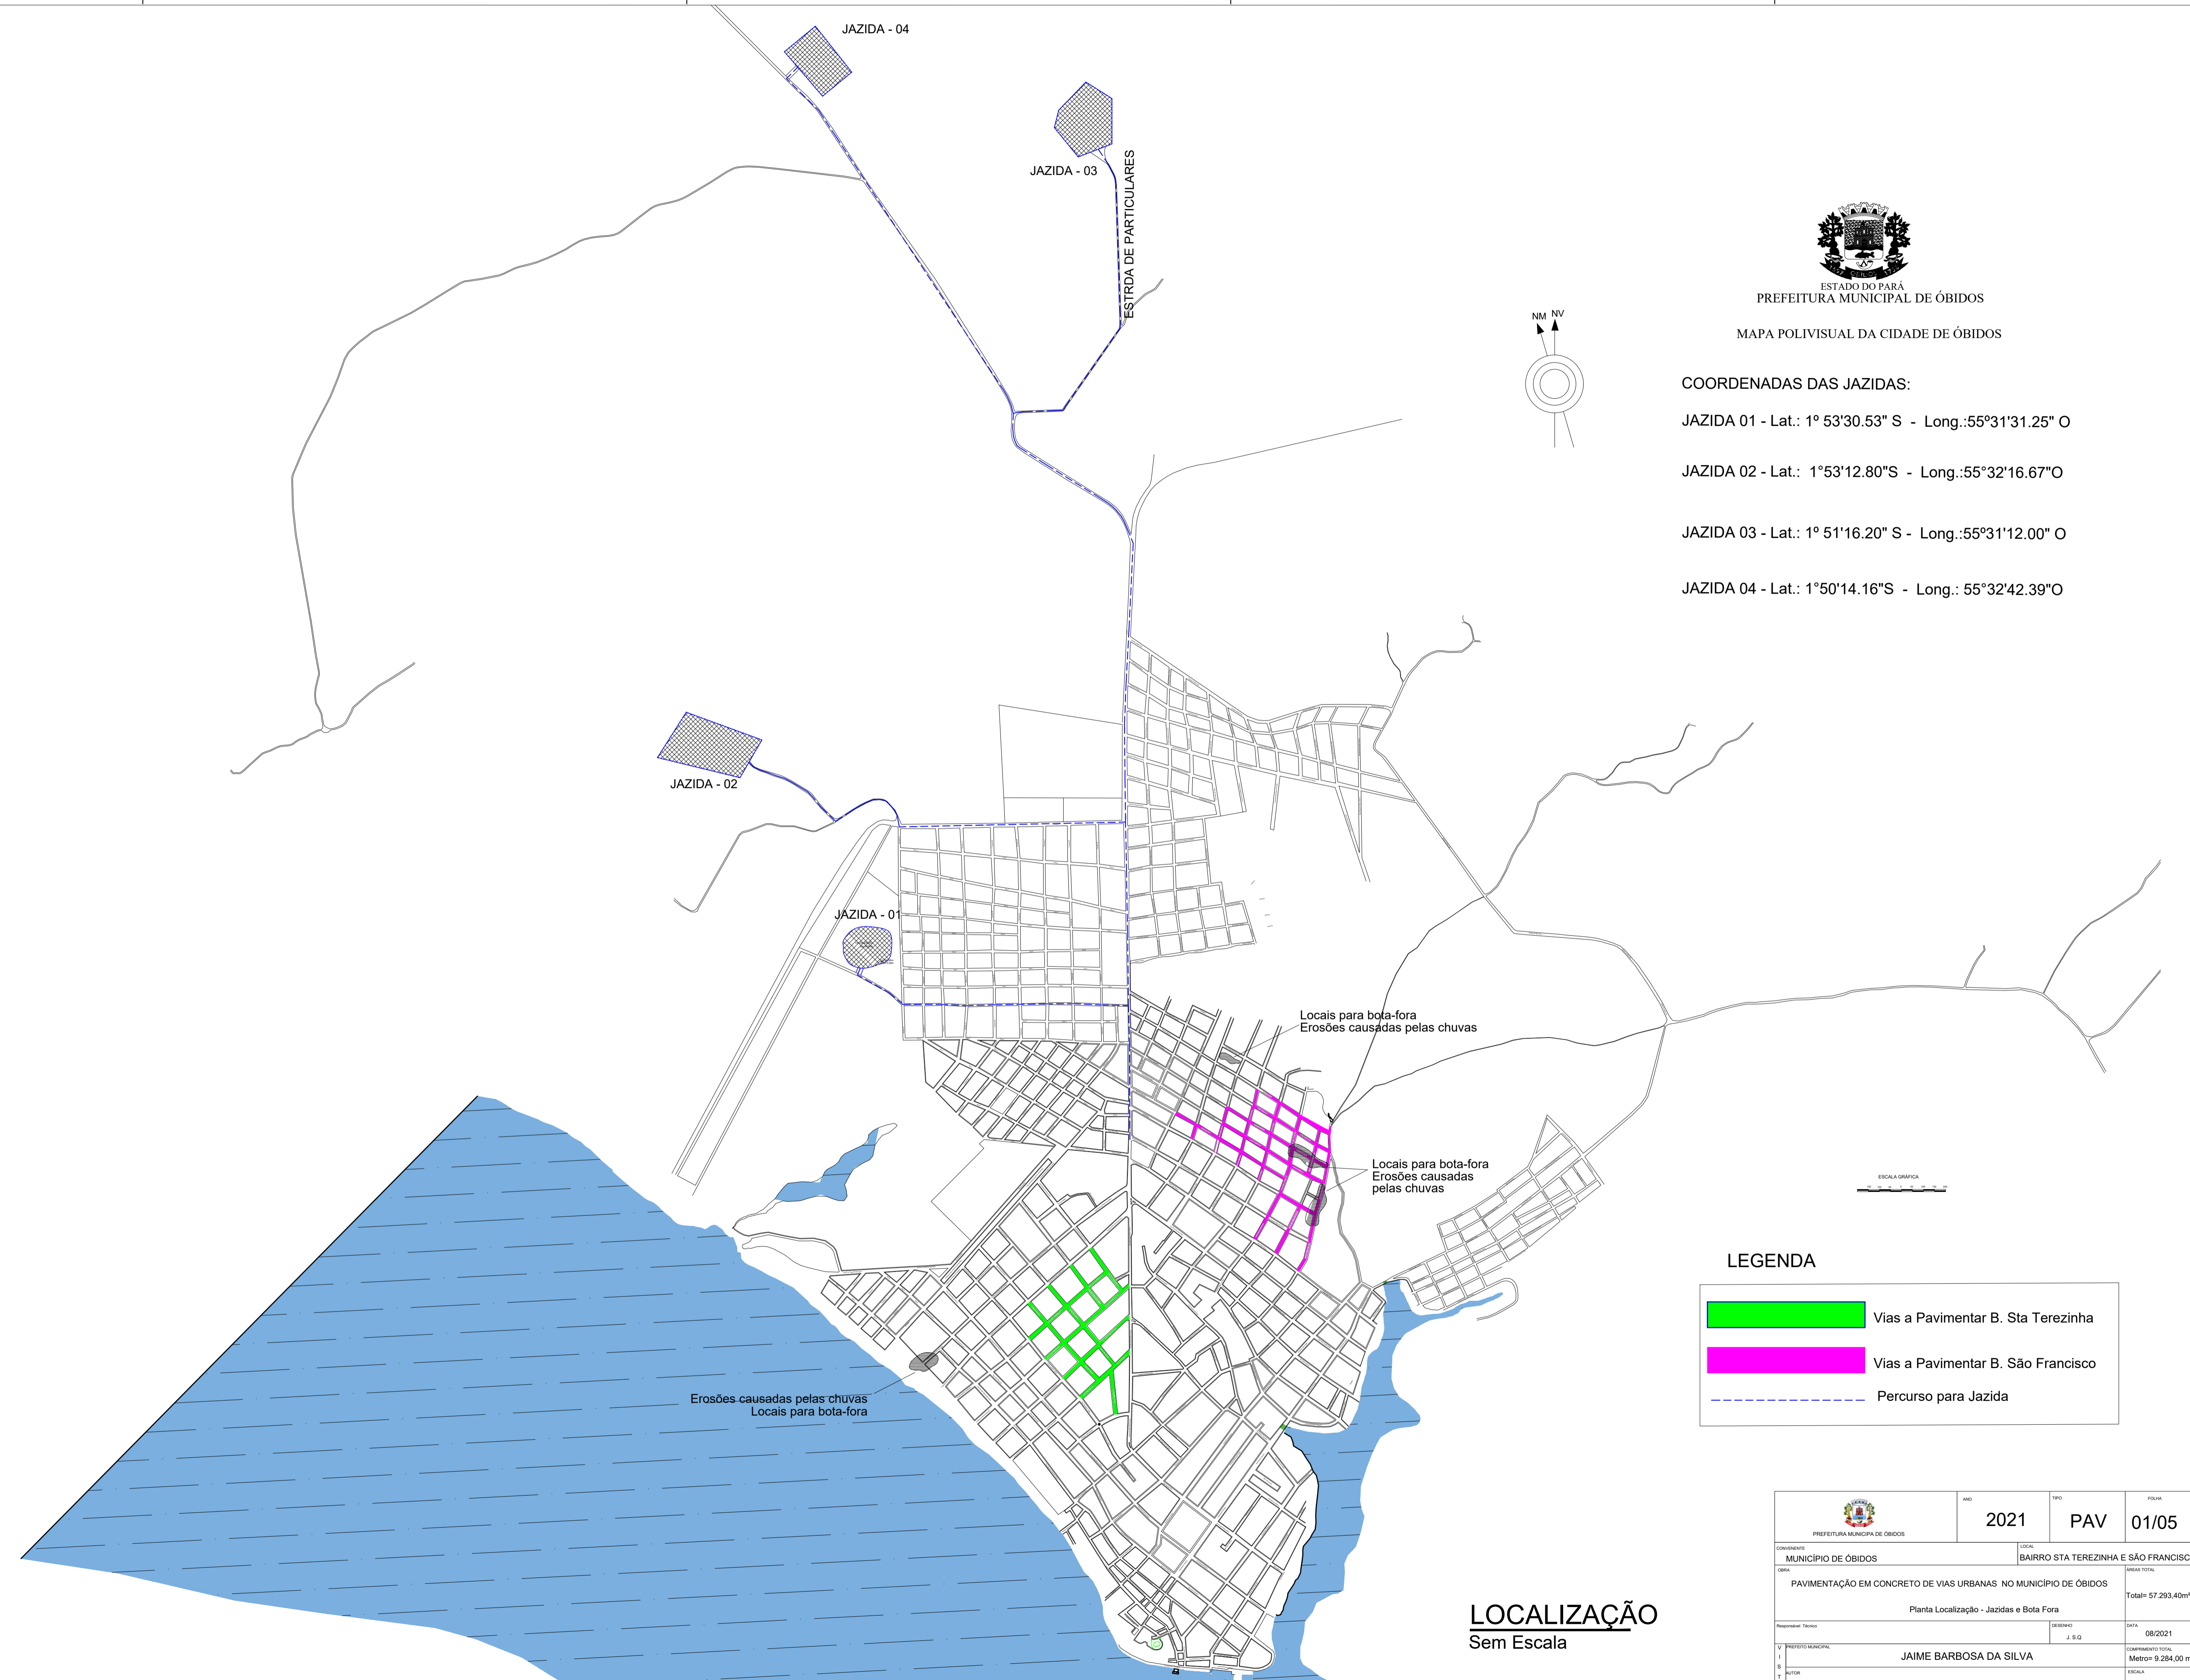 JAZIDA - 04
JAZIDA - 03
ESTRDA DE PARTICULARES
ESTADO DO PARÁ
PREFEITURA MUNICIPAL DE ÓBIDOS
MAPA POLIVISUAL DA CIDADE DE ÓBIDOS
NM NV
COORDENADAS DAS JAZIDAS:
JAZIDA 01 - Lat.: 1º 53'30.53" S - Long.:55º31'31.25" O
JAZIDA 02 - Lat.: 1°53'12.80"S - Long.:55°32'16.67"O
JAZIDA 03 - Lat.: 1º 51'16.20" S - Long.:55º31'12.00" O
JAZIDA 04 - Lat.: 1°50'14.16"S - Long.: 55°32'42.39"O
JAZIDA - 02
JAZIDA - 01
Locais para bota-fora
Erosões causadas pelas chuvas
Locais para bota-fora
Erosões causadas
pelas chuvas
ESCALA GRÁFICA
LEGENDA
Vias a Pavimentar B. Sta Terezinha
Vias a Pavimentar B. São Francisco
Percurso para Jazida
Erosões causadas pelas chuvas
Locais para bota-fora
LOCALIZAÇÃO
Sem Escala
PREFEITURA MUNICIPA DE ÓBIDOS
ANO
2021
TIPO
PAV
FOLHA
01/05
CONVENENTE
MUNICÍPIO DE ÓBIDOS
LOCAL
BAIRRO STA TEREZINHA E SÃO FRANCISC
OBRA
PAVIMENTAÇÃO EM CONCRETO DE VIAS URBANAS NO MUNICÍPIO DE ÓBIDOS
Planta Localização - Jazidas e Bota Fora
ÁREAS TOTAL
Total= 57.293,40m²
Responsável Técnico
DESENHO
J. S.Q
DATA
08/2021
V
I
S
T
PREFEITO MUNICIPAL
JAIME BARBOSA DA SILVA
COMPRIMENTO TOTAL
Metro= 9.284,00 m
AUTOR
ESCALA